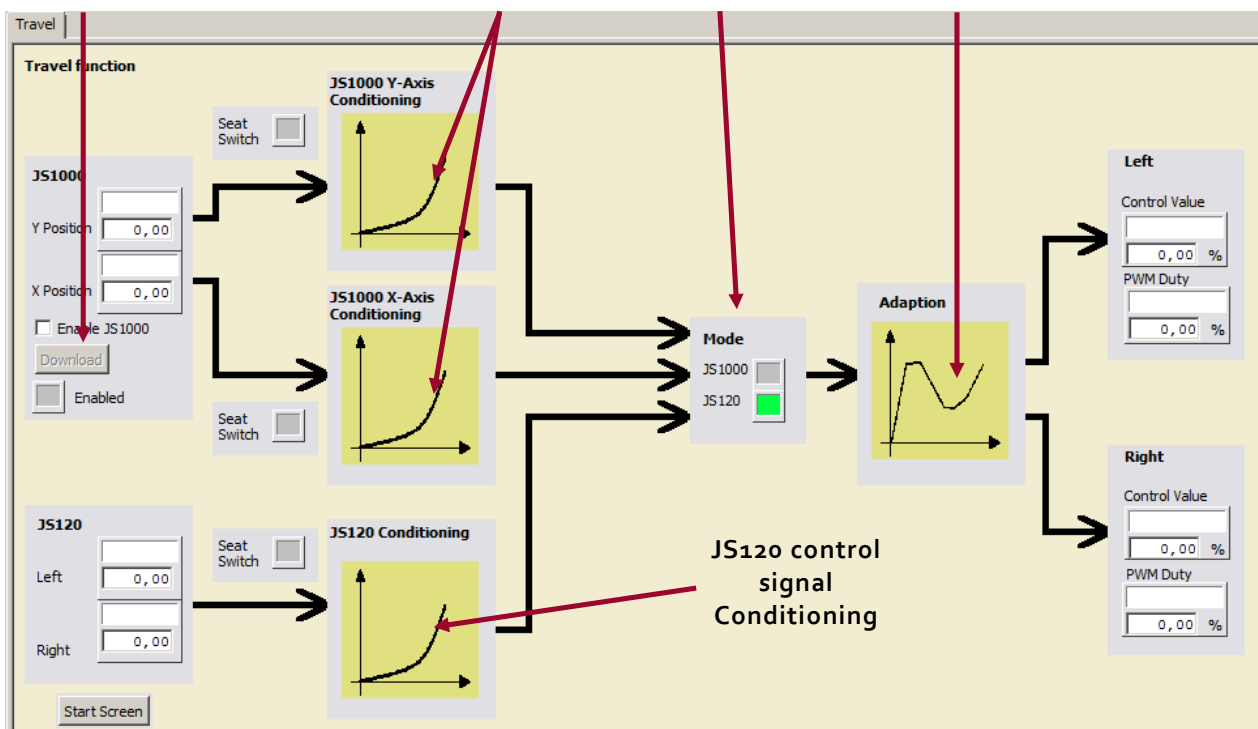 Travel
Travel function
JS1000 Y-Axis
Conditioning
Seat
Switch
JS1000
Y Position
0,00
X Position
0,00
Enable JS1000
Download
Enabled
JS1000 X-Axis
Conditioning
Seat
Switch
Mode
JS1000
JS120
Adaption
Left
Control Value
0,00 %
PWM Duty
0,00 %
Right
Control Value
0,00 %
PWM Duty
0,00 %
JS120
Left
0,00
Right
0,00
Seat
Switch
JS120 Conditioning
JS120 control
signal
Conditioning
Start Screen